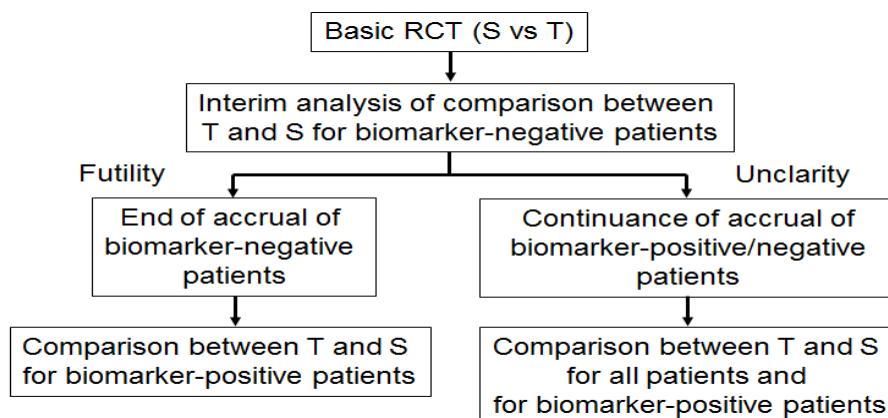 Basic RCT (S vs T)
Interim analysis of comparison between
T and S for biomarker-negative patients
Futility
Unclarity
End of accrual of
biomarker-negative
patients
Continuance of accrual of
biomarker-positive/negative
patients
Comparison between T and S
for biomarker-positive patients
Comparison between T and S
for all patients and
for biomarker-positive patients